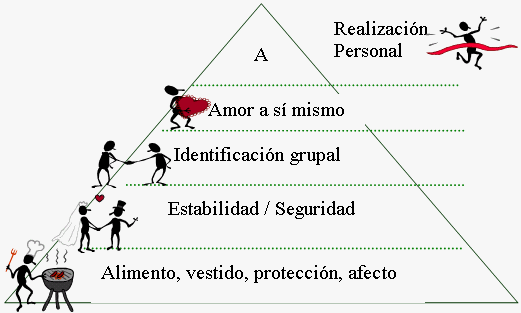 Realización
Personal
A
Amor a sí mismo
Identificación grupal
Estabilidad / Seguridad
Alimento, vestido, protección, afecto